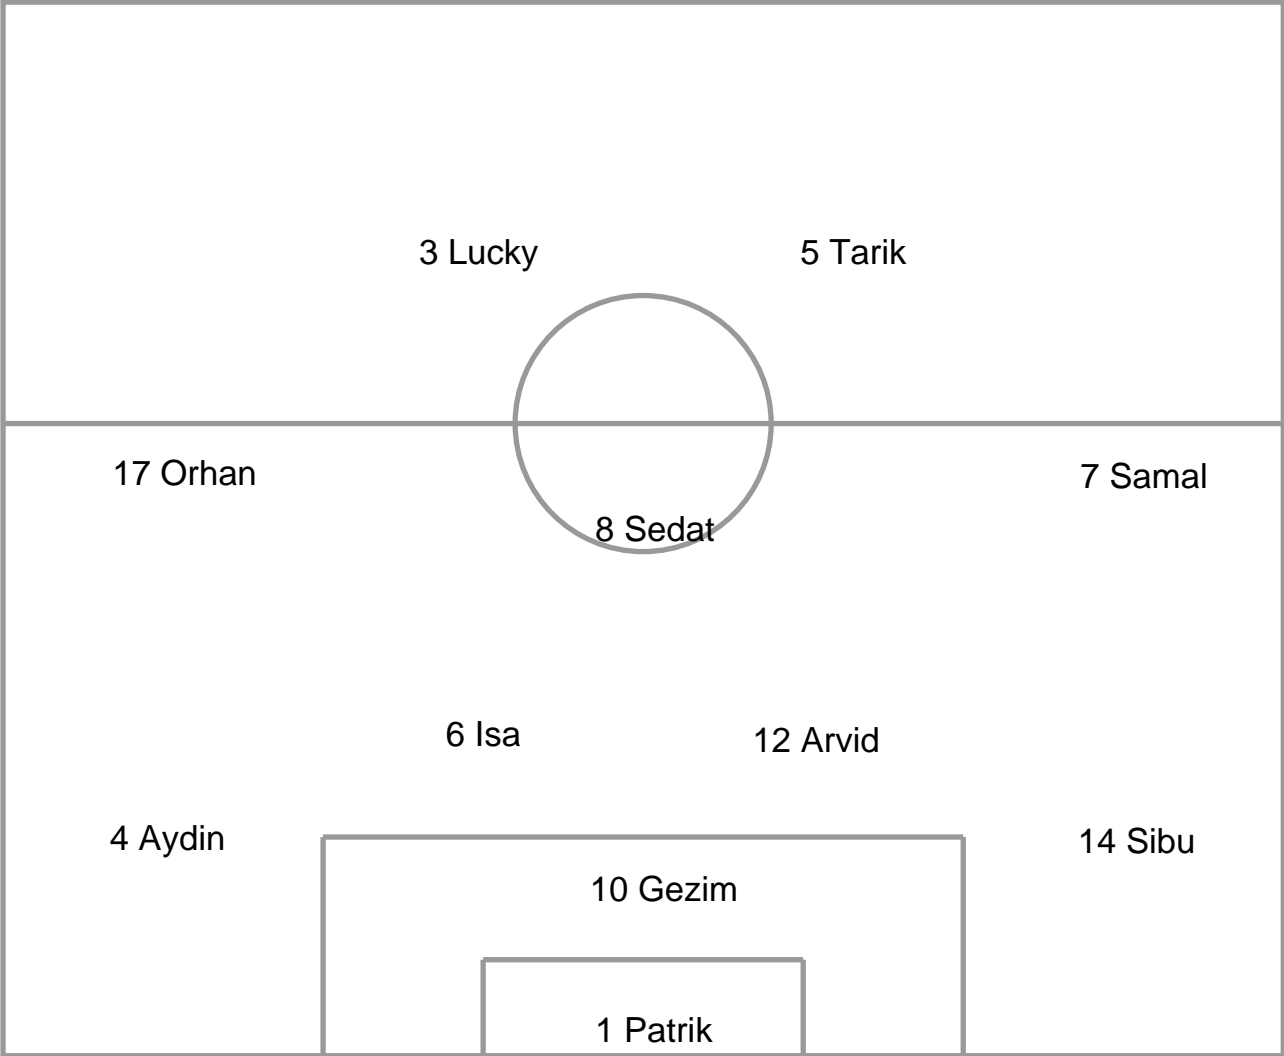 3 Lucky
5 Tarik
17 Orhan
7 Samal
8 Sedat
6 Isa
12 Arvid
4 Aydin
14 Sibu
10 Gezim
1 Patrik